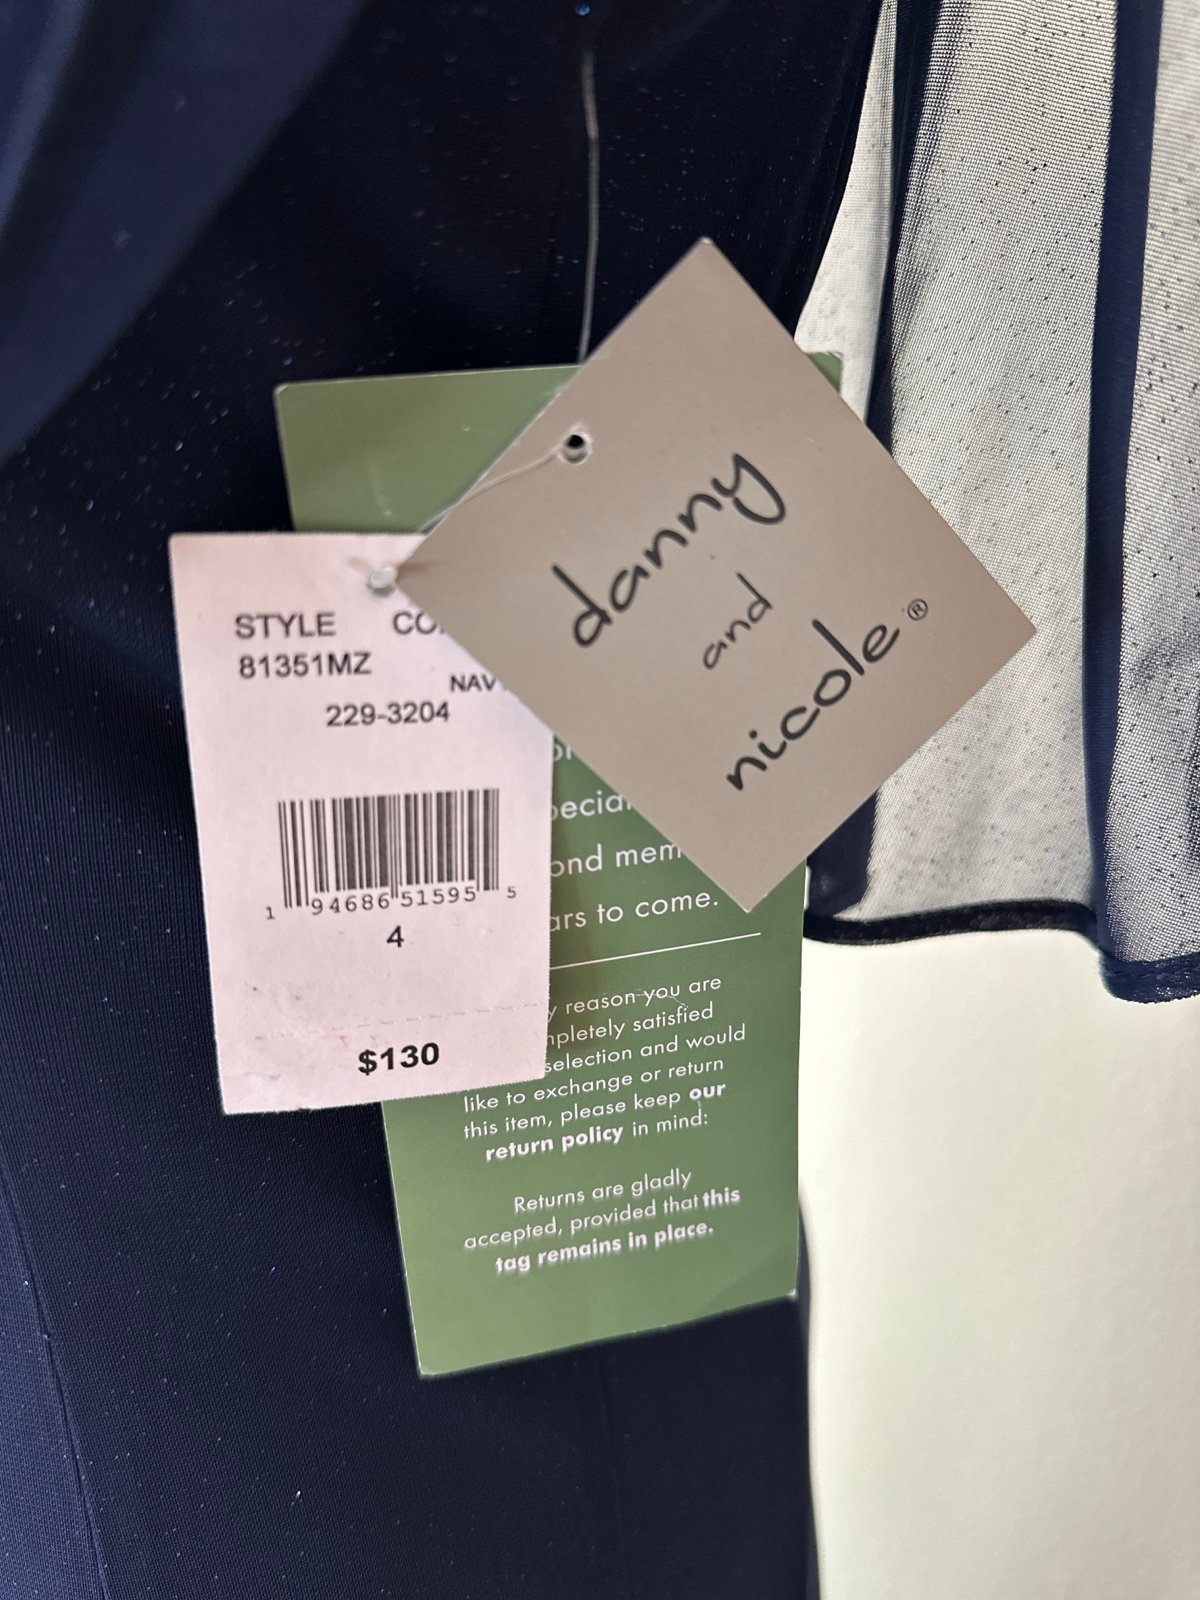 danny
and
nicole®
STYLE
81351MZ
229-3204
1 94686 51595 5
4
$130
to come.
reason you are
satisfied
selection and would
like to exchange or return
this item, please keep our
return policy in mind:
Returns are gladly
accepted, provided that this
tag remains in place.